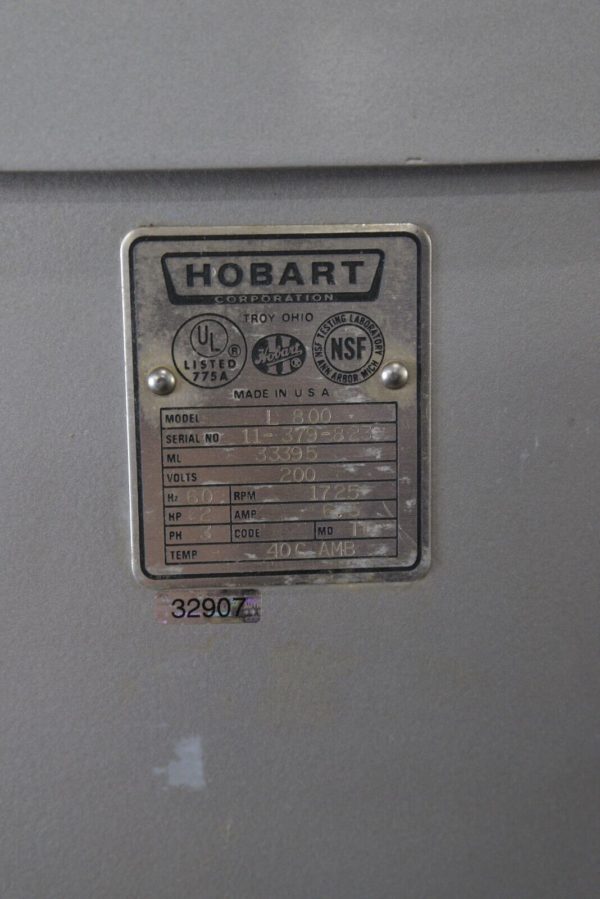 HOBART
CORPORATION
TROY OHIO
UL ®
LISTED
775A
Hobart
NSF TESTING LABORATORY
NSF
ANN ARBOR, MICH
MADE IN U S A
MODEL L 800
SERIAL NO
ML 33395
VOLTS 200
Hz 60 RPM 1725
HP 2 AMP
PH 3 CODE MO
TEMP 40 C AMB
32907